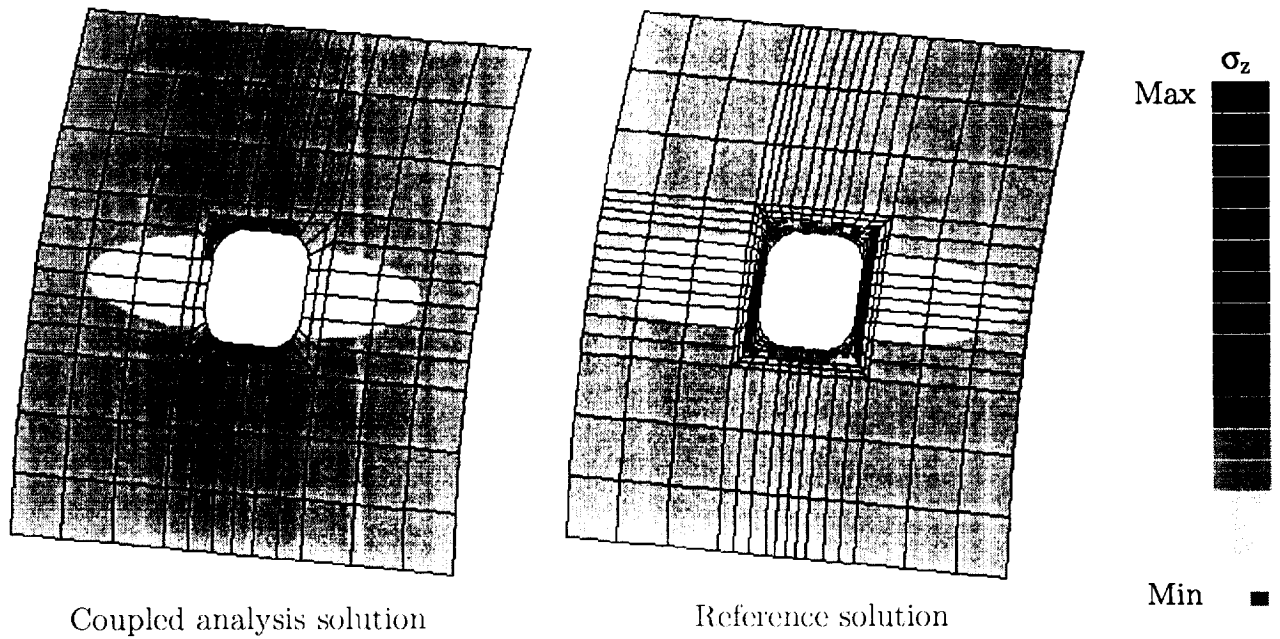 σz
Max
Min
Coupled analysis solution
Reference solution